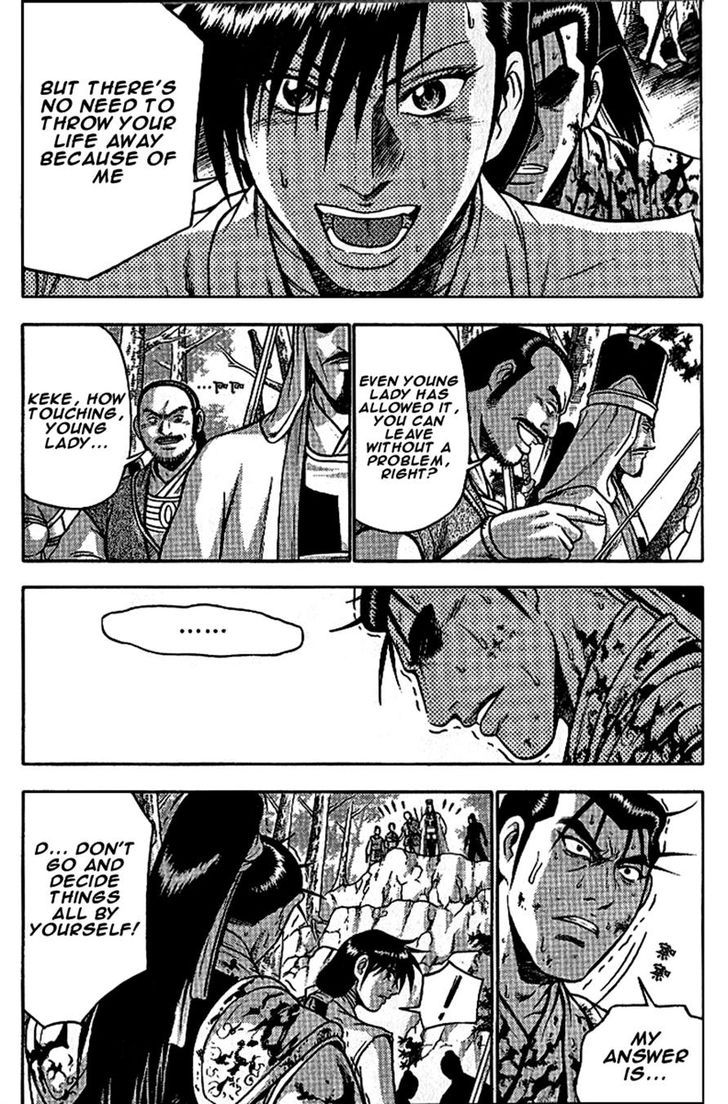 BUT THERE'S
NO NEED TO
THROW YOUR
LIFE AWAY
BECAUSE OF
ME
EVEN YOUNG
LADY HAS
ALLOWED IT,
YOU CAN
LEAVE
WITHOUT A
PROBLEM,
RIGHT?
KEKE, HOW
TOUCHING,
YOUNG
LADY...
......
MY
ANSWER
IS...
!
D... DON'T
GO AND
DECIDE
THINGS
ALL BY
YOURSELF!